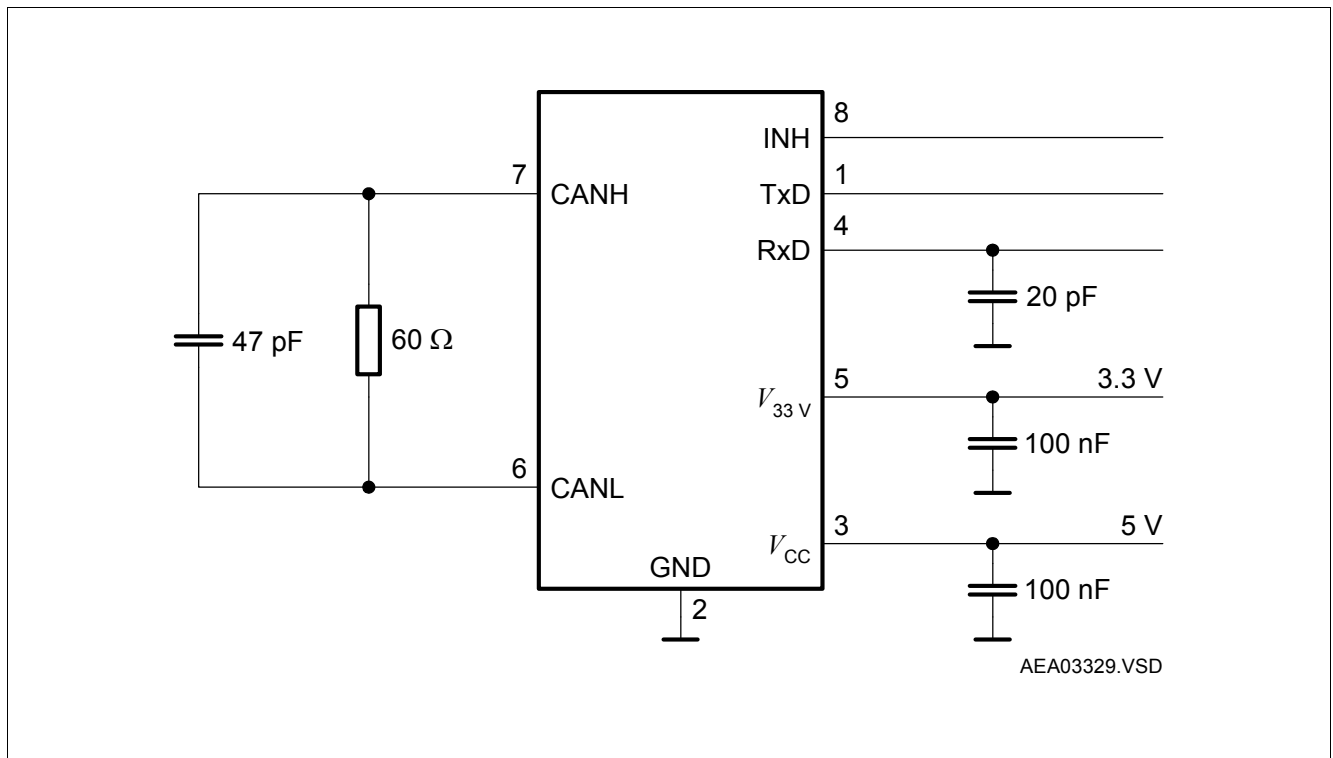 8
INH
7
CANH
1
TxD
4
RxD
20 pF
47 pF
60 Ω
5
3.3 V
V33 V
100 nF
6
CANL
3
5 V
VCC
GND
100 nF
2
AEA03329.VSD